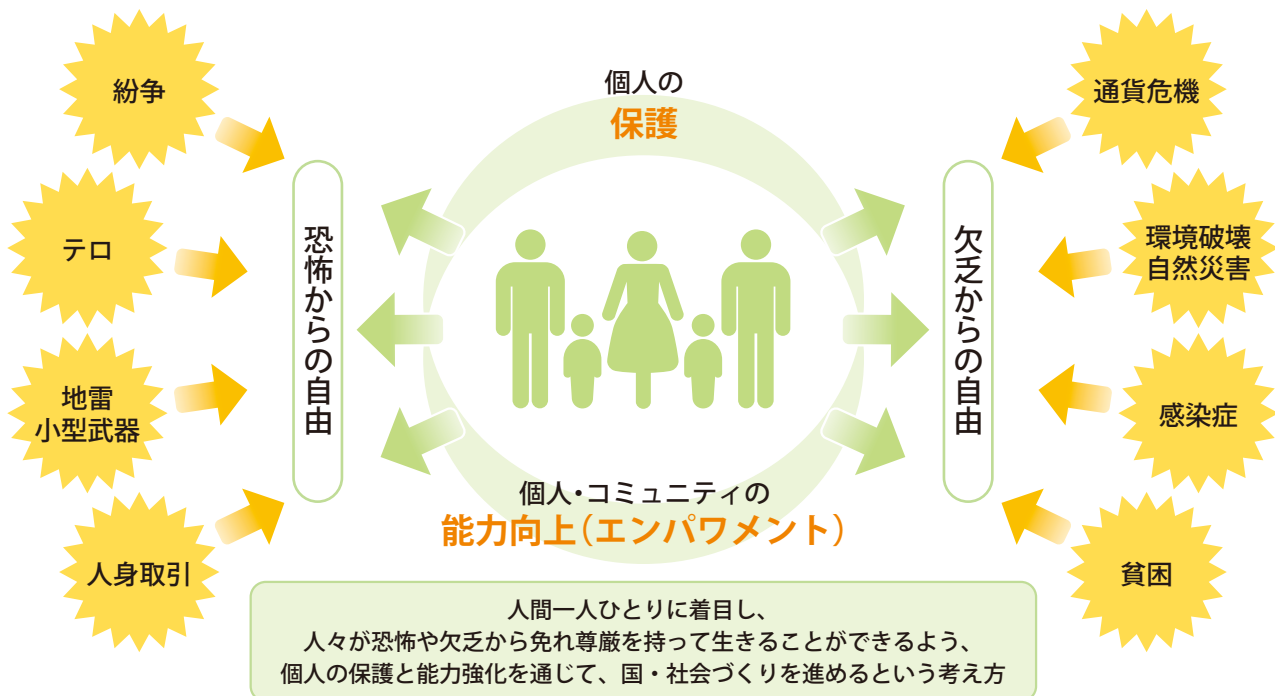 紛争
テロ
地雷
小型武器
人身取引
恐怖からの自由
個人の
保護
個人・コミュニティの
能力向上(エンパワメント)
欠乏からの自由
通貨危機
環境破壊
自然災害
感染症
貧困
人間一人ひとりに着目し、
人々が恐怖や欠乏から免れ尊厳を持って生きることができるよう、
個人の保護と能力強化を通じて、国・社会づくりを進めるという考え方